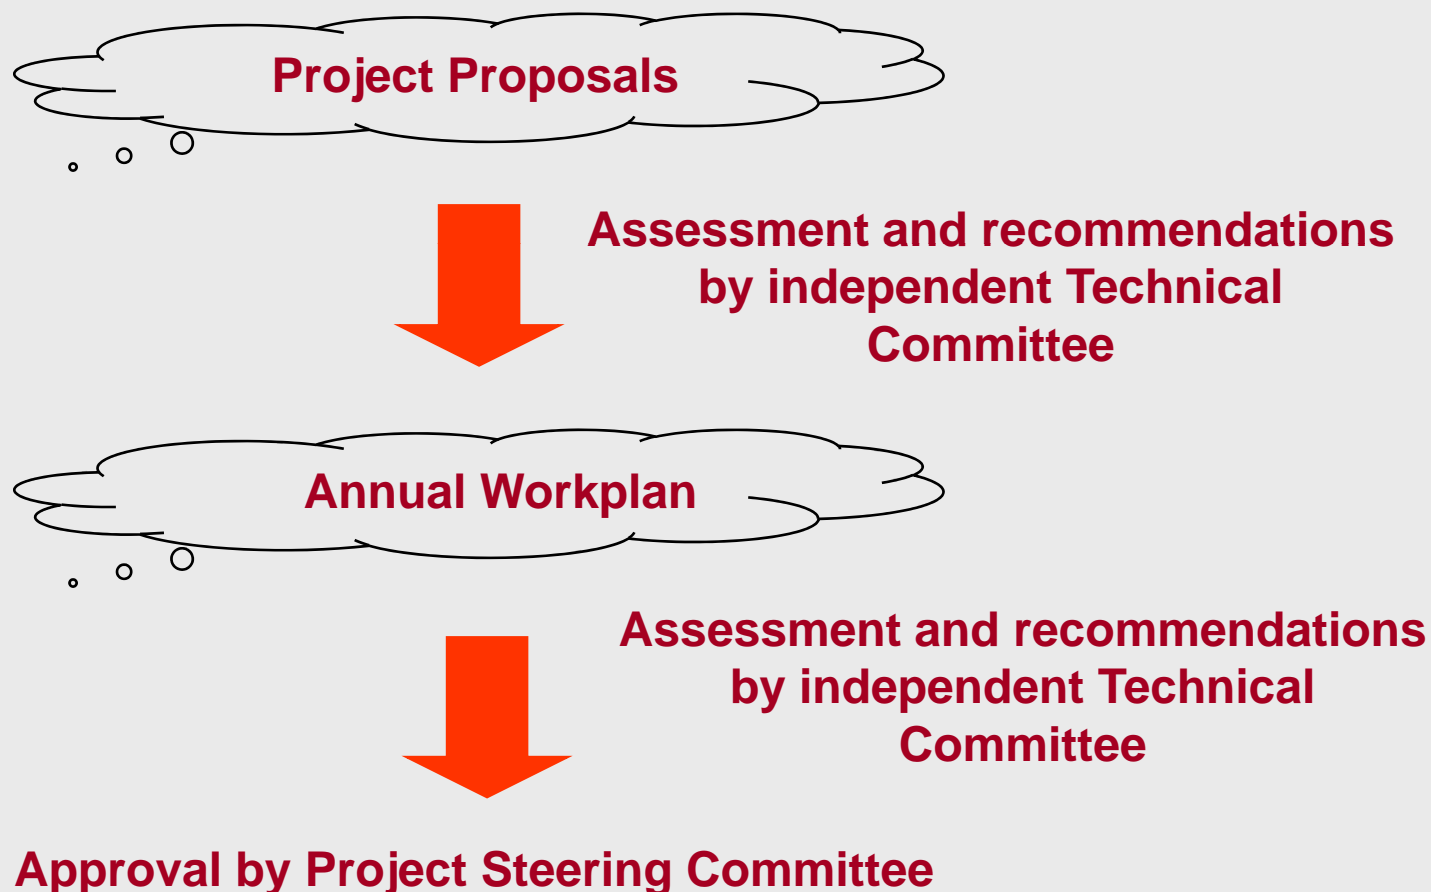 Project Proposals
Assessment and recommendations
by independent Technical
Committee
Annual Workplan
Assessment and recommendations
by independent Technical
Committee
Approval by Project Steering Committee